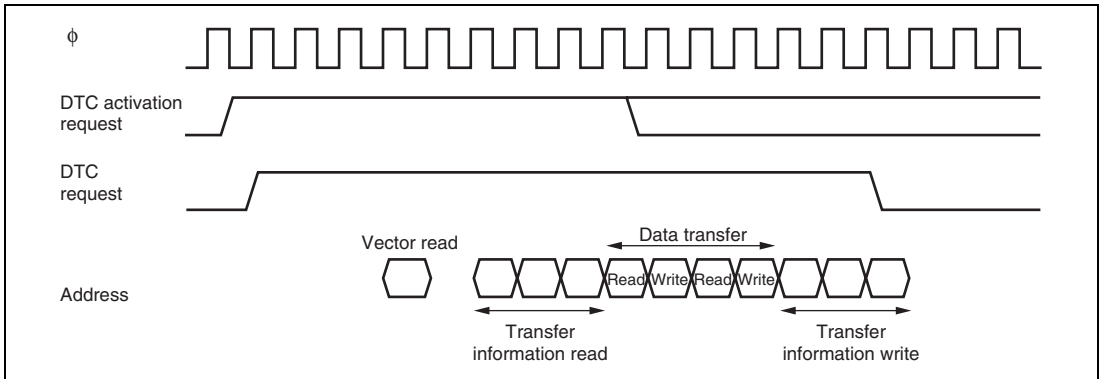 ϕ
DTC activation
request
DTC
request
Vector read
Data transfer
Address
Read Write Read Write
Transfer
information read
Transfer
information write